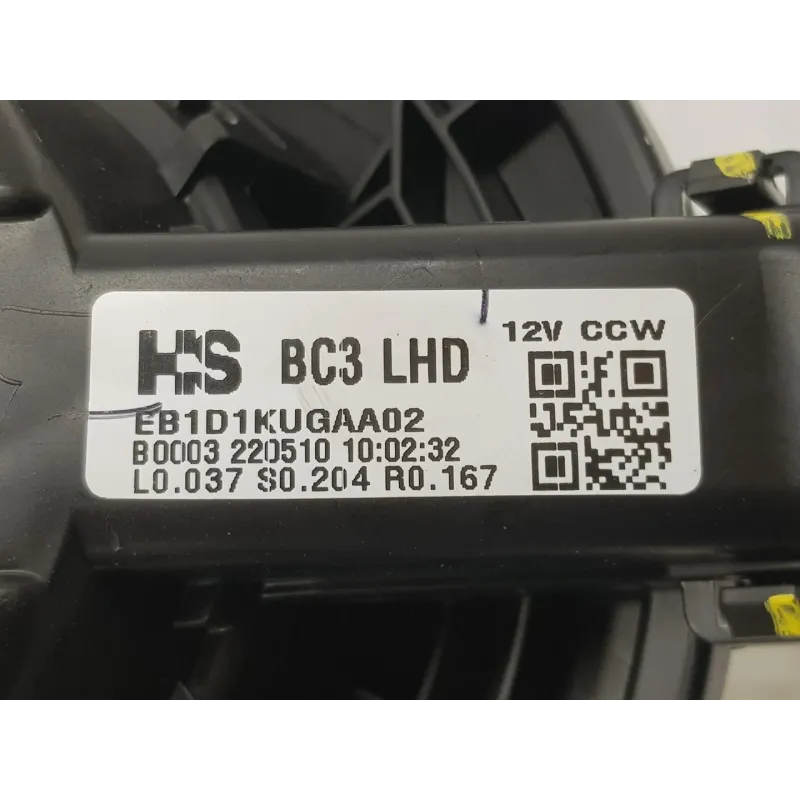 HS BC3 LHD 12V CCW
EB1D1KUGAA02
B0003 220510 10:02:32
L0.037 S0.204 R0.167